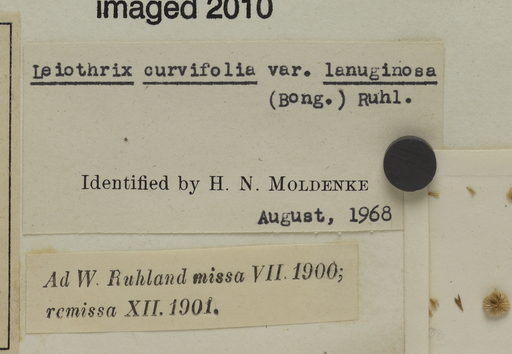 imaged 2010
Leiothrix curvifolia var. lanuginosa
(Bong.) Ruhl.
Identified by H. N. MOLDENKE
August, 1968
Ad W. Ruhland missa VII. 1900;
remissa XII. 1901.